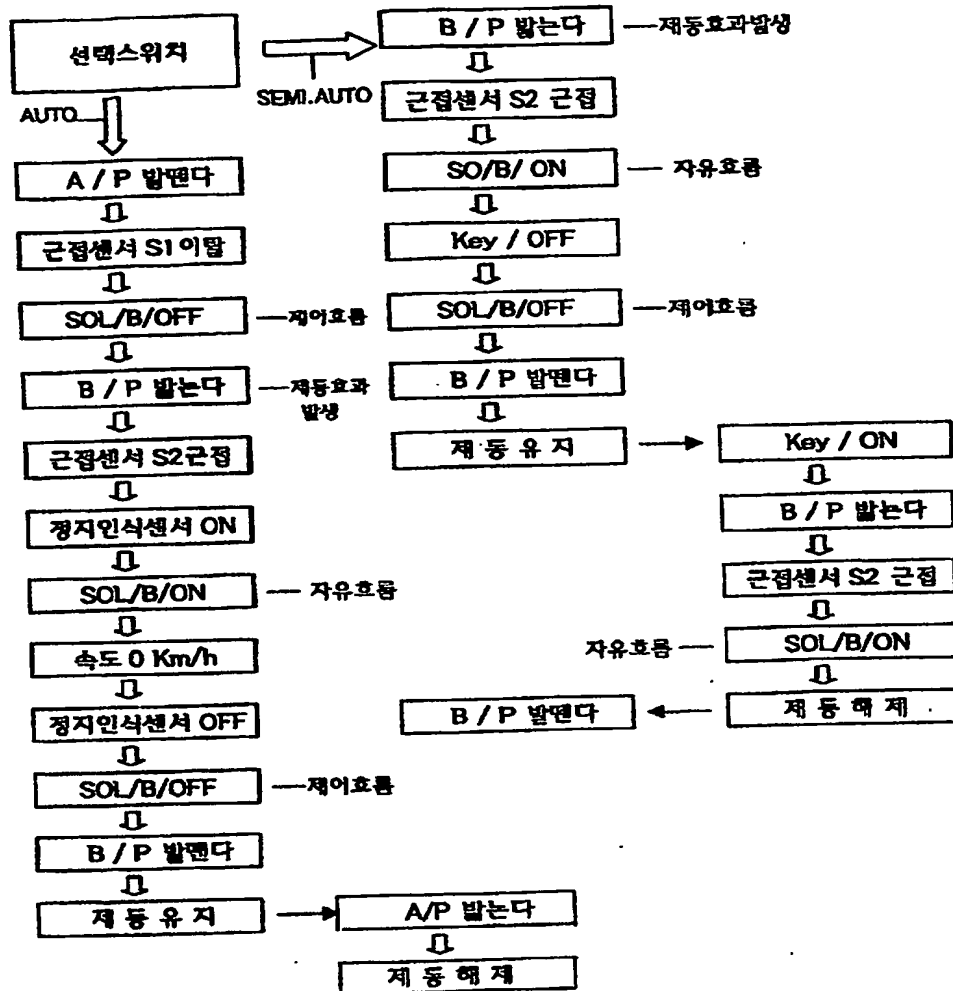 선택스위치
SEMI.AUTO
AUTO
A / P 발땐다
근접센서 S1 이탈
SOL/B/OFF
제어흐름
B / P 밟는다
제동효과
발생
근접센서 S2근접
정지인식센서 ON
SOL/B/ON
자유흐름
속도 0 Km/h
정지인식센서 OFF
SOL/B/OFF
제어흐름
B / P 발땐다
제 동 유 지
A/P 밟는다
제 동 해 제
B / P 밟는다
제동효과발생
근접센서 S2 근접
SO/B/ ON
자유흐름
Key / OFF
SOL/B/OFF
제어흐름
B / P 발땐다
제 동 유 지
Key / ON
B / P 밟는다
근접센서 S2 근접
SOL/B/ON
자유흐름
제 동 해 제
B / P 발땐다